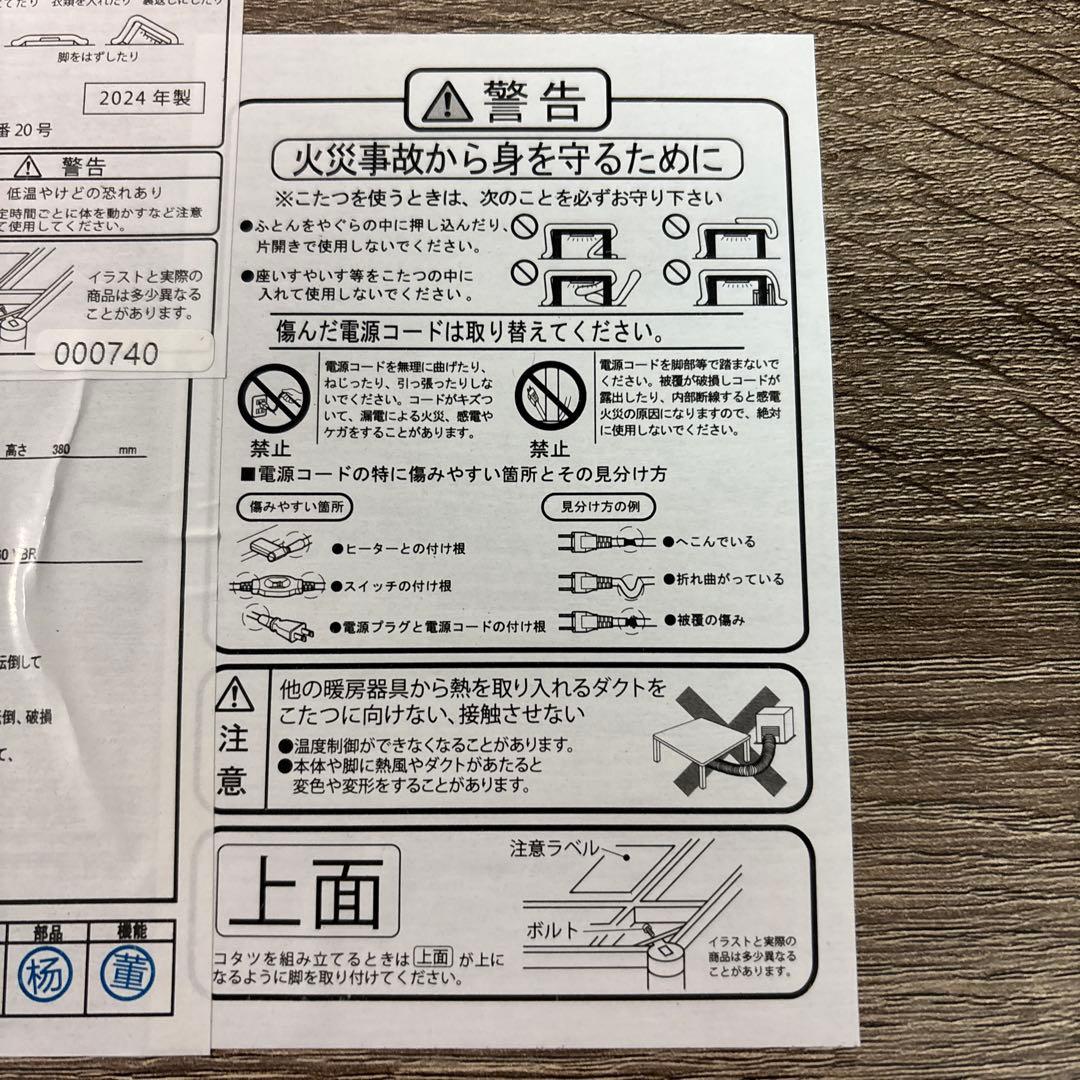 衣類を入れたり 裏返しにしたり
脚をはずしたり
2024年製
番20号
警告
低温やけどの恐れあり
定時間ごとに体を動かすなど注意
て使用してください。
イラストと実際の
商品は多少異なる
ことがあります。
000740
高さ 380 mm
転倒して
倒、破損
て、
部品 機能
杨 董
警告
火災事故から身を守るために
※こたつを使うときは、次のことを必ずお守り下さい
●ふとんをやぐらの中に押し込んだり、
片開きで使用しないでください。
●座いすやいす等をこたつの中に
入れて使用しないでください。
傷んだ電源コードは取り替えてください。
電源コードを無理に曲げたり、
ねじったり、引っ張ったりしな
いでください。コードがキズつ
いて、漏電による火災、感電や
ケガをすることがあります。
禁止
電源コードを脚部等で踏まないで
ください。被覆が破損しコードが
露出したり、内部断線すると感電
火災の原因になりますので、絶対
に使用しないでください。
禁止
■電源コードの特に傷みやすい箇所とその見分け方
傷みやすい箇所
●ヒーターとの付け根
●スイッチの付け根
●電源プラグと電源コードの付け根
見分け方の例
●へこんでいる
●折れ曲がっている
●被覆の傷み
注意
他の暖房器具から熱を取り入れるダクトを
こたつに向けない、接触させない
●温度制御ができなくなることがあります。
●本体や脚に熱風やダクトがあたると
変色や変形をすることがあります。
上面
コタツを組み立てるときは 上面 が上に
なるように脚を取り付けてください。
注意ラベル
ボルト
イラストと実際の
商品は多少異なる
ことがあります。